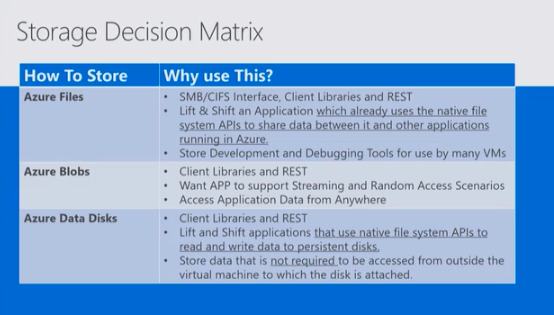 Storage Decision Matrix
How To Store Why use This?
Azure Files • SMB/CIFS Interface, Client Libraries and REST
• Lift & Shift an Application which already uses the native file
system APIs to share data between it and other applications
running in Azure.
• Store Development and Debugging Tools for use by many VMs
Azure Blobs • Client Libraries and REST
• Want APP to support Streaming and Random Access Scenarios
• Access Application Data from Anywhere
Azure Data Disks • Client Libraries and REST
• Lift and Shift applications that use native file system APIs to
read and write data to persistent disks.
• Store data that is not required to be accessed from outside the
virtual machine to which the disk is attached.